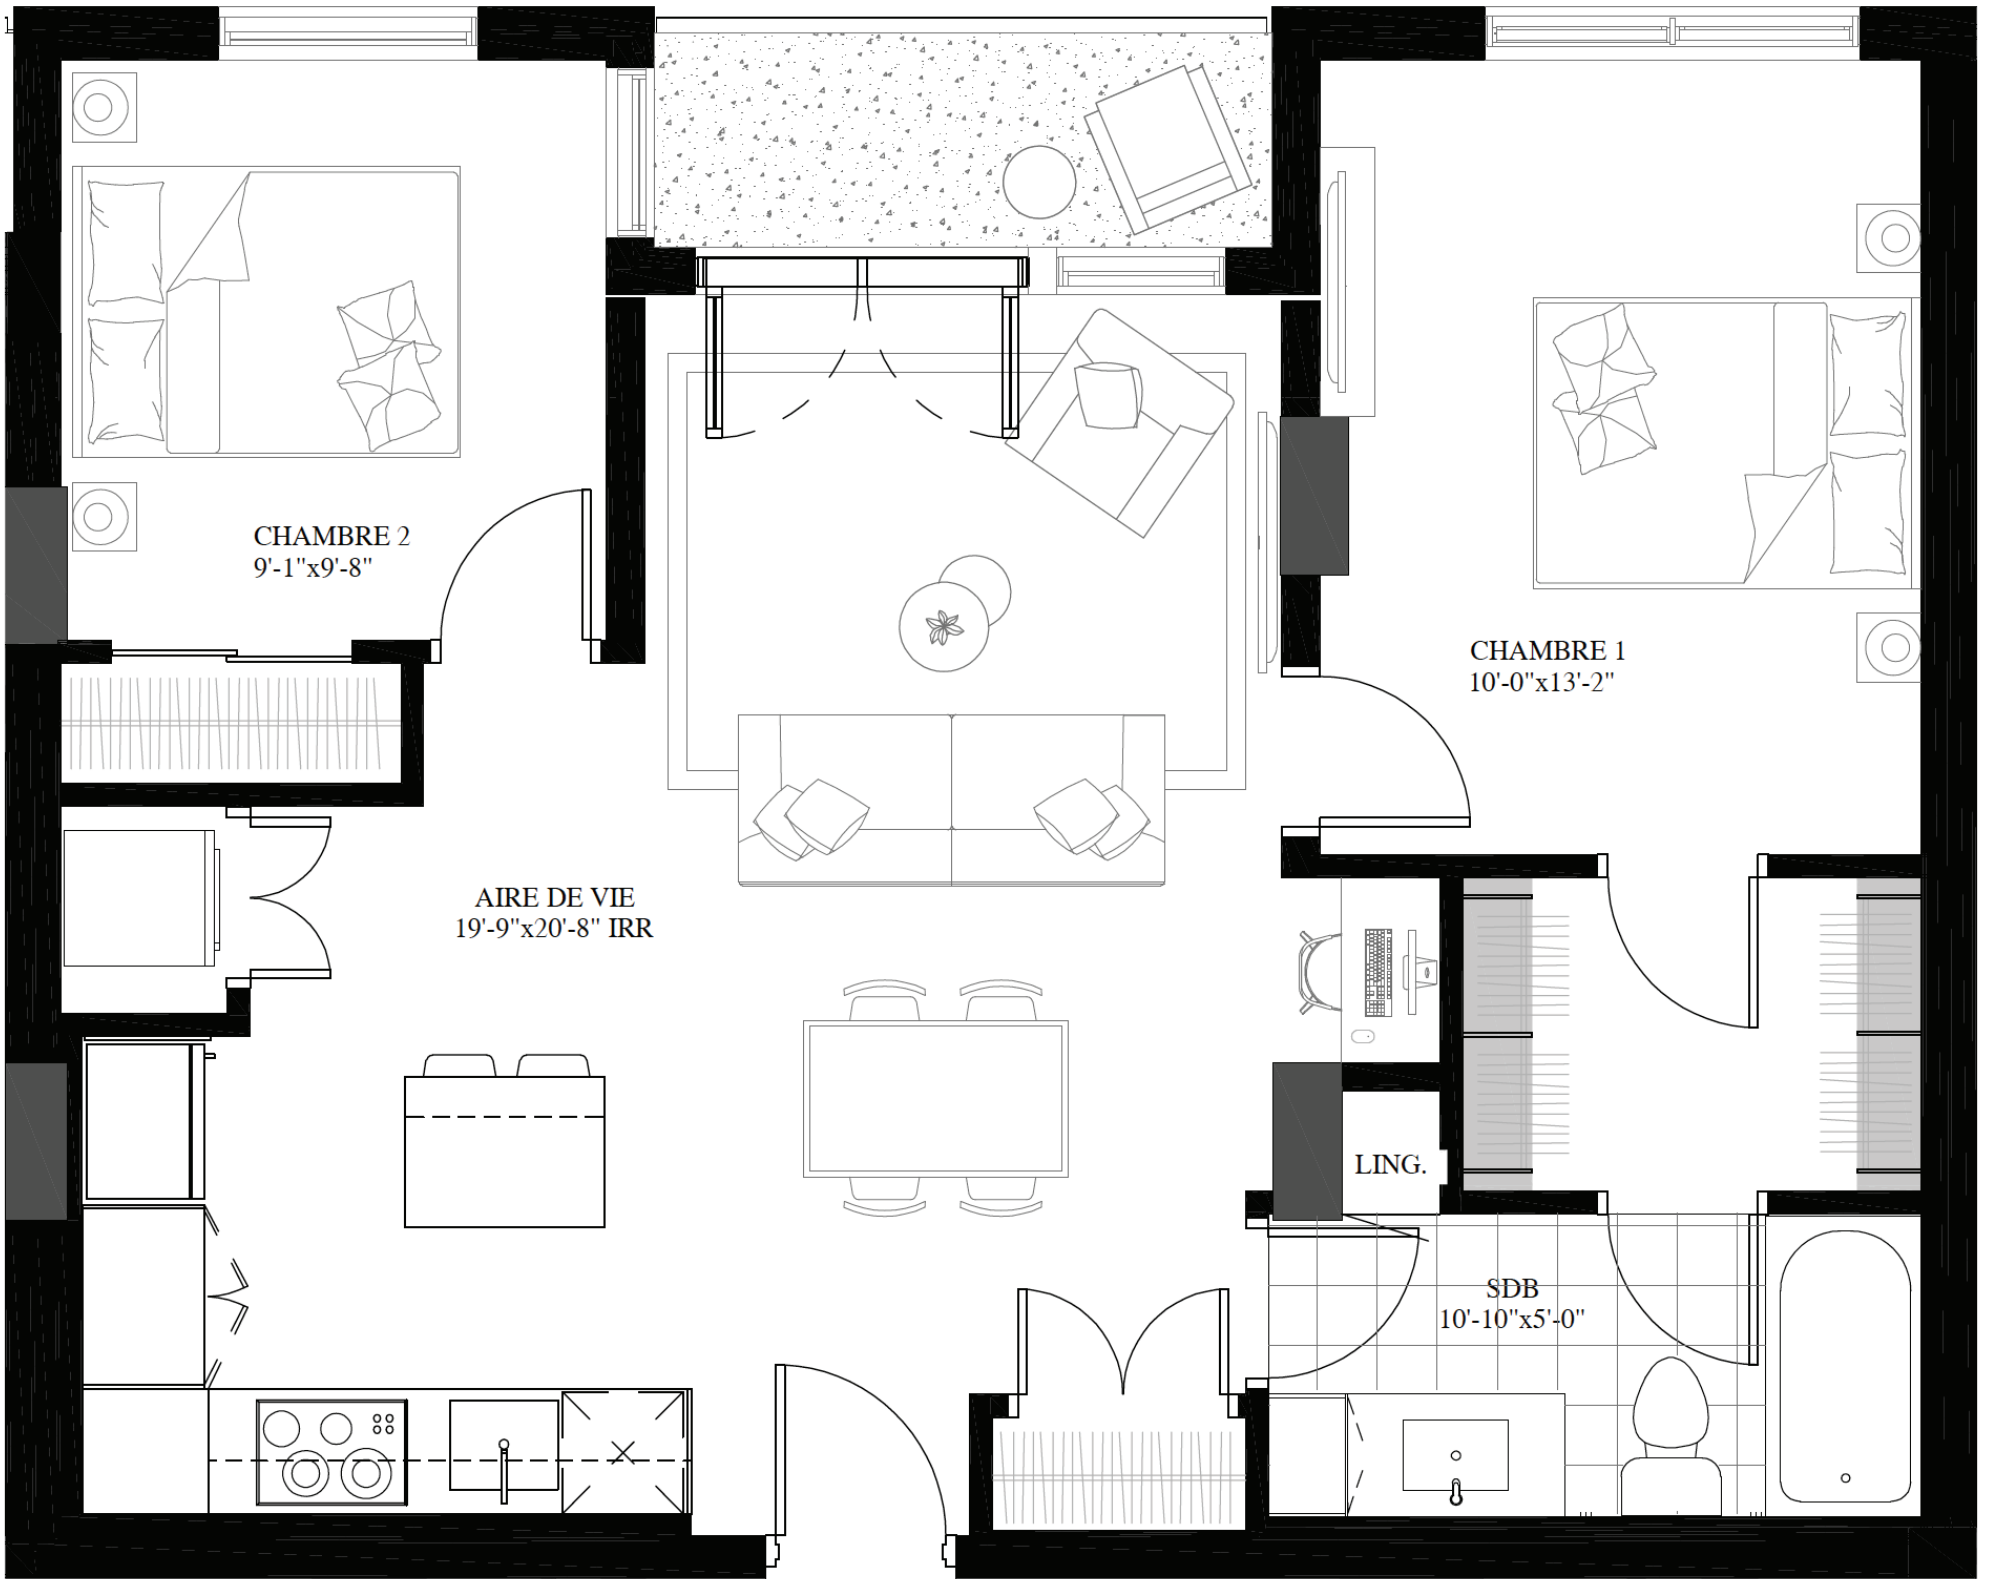 CHAMBRE 2
9'-1"x9'-8"
CHAMBRE 1
10'-0"x13'-2"
AIRE DE VIE
19'-9"x20'-8" IRR
LING.
SDB
10'-10"x5'-0"